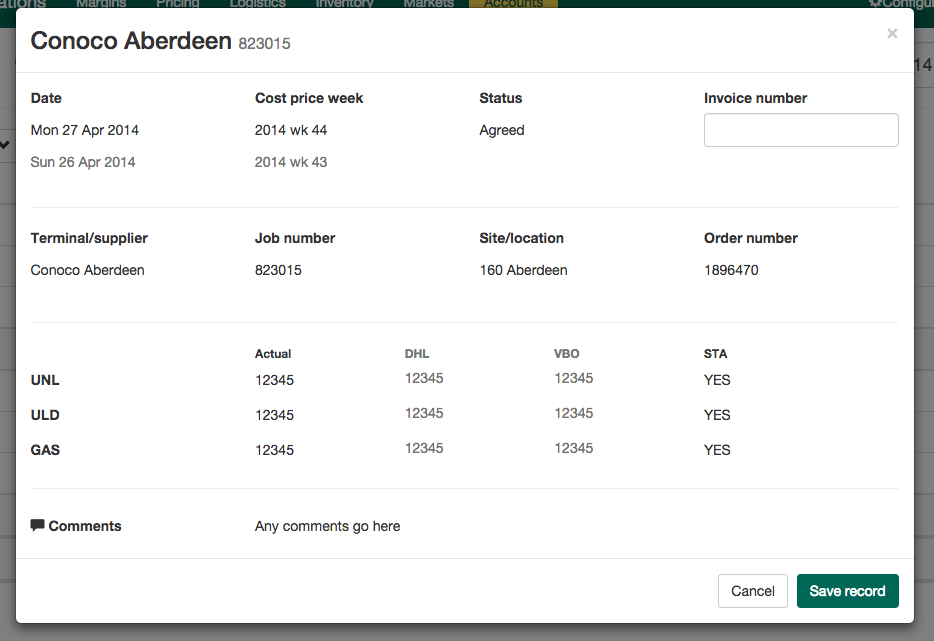 Margins Pricing Logistics Inventory Markets Accounts
Conoco Aberdeen 823015 ×
14
Date Cost price week Status Invoice number
Mon 27 Apr 2014 2014 wk 44 Agreed
Sun 26 Apr 2014 2014 wk 43
Terminal/supplier Job number Site/location Order number
Conoco Aberdeen 823015 160 Aberdeen 1896470
Actual DHL VBO STA
UNL 12345 12345 12345 YES
ULD 12345 12345 12345 YES
GAS 12345 12345 12345 YES
Comments Any comments go here
Cancel Save record